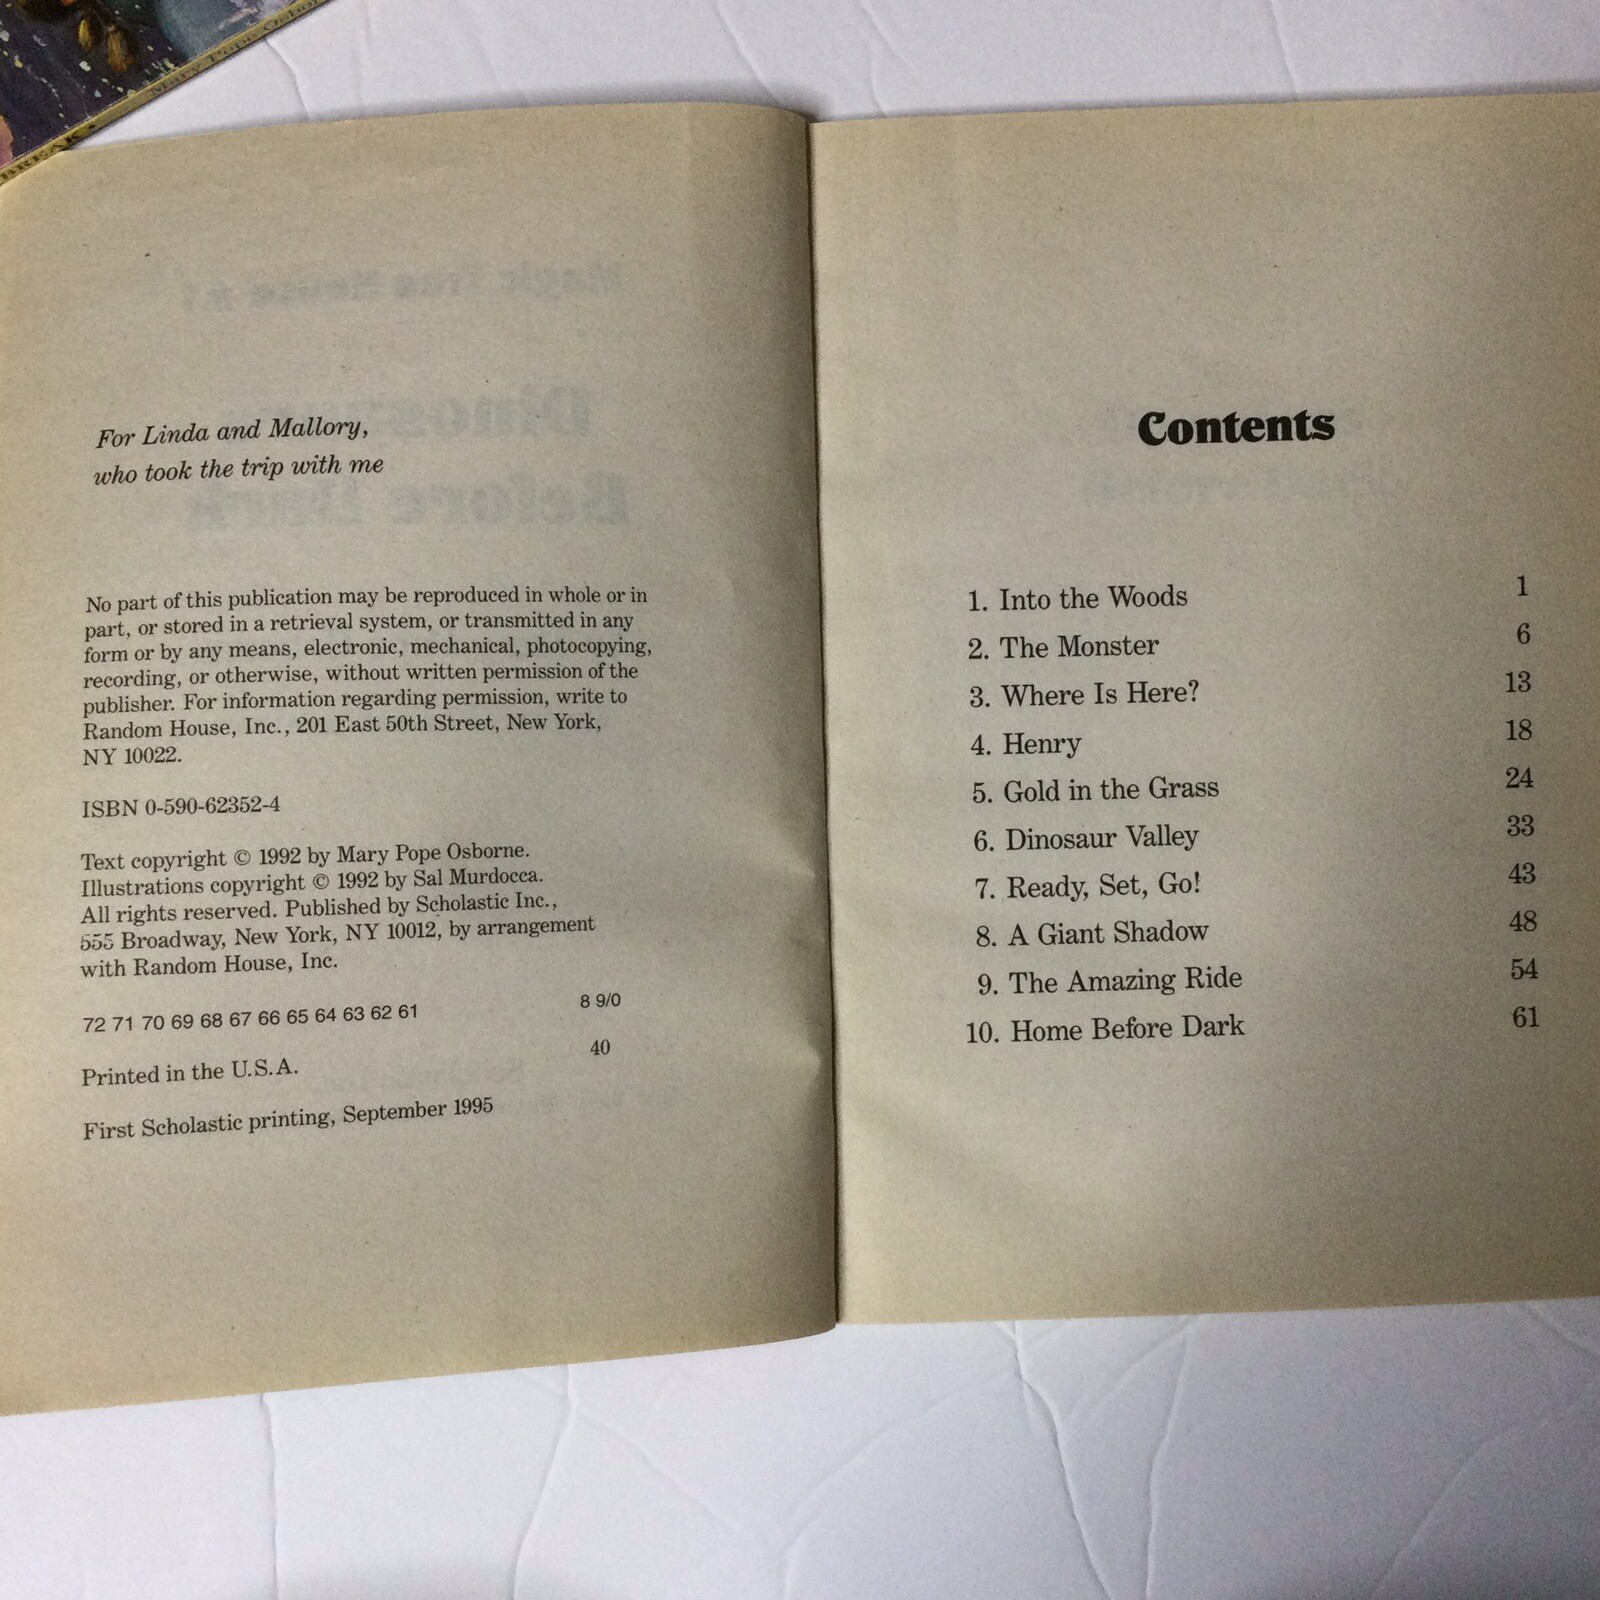 BREAK • Mary Pope Osbor
For Linda and Mallory,
who took the trip with me
No part of this publication may be reproduced in whole or in
part, or stored in a retrieval system, or transmitted in any
form or by any means, electronic, mechanical, photocopying,
recording, or otherwise, without written permission of the
publisher. For information regarding permission, write to
Random House, Inc., 201 East 50th Street, New York,
NY 10022.
ISBN 0-590-62352-4
Text copyright © 1992 by Mary Pope Osborne.
Illustrations copyright © 1992 by Sal Murdocca.
All rights reserved. Published by Scholastic Inc.,
555 Broadway, New York, NY 10012, by arrangement
with Random House, Inc.
72 71 70 69 68 67 66 65 64 63 62 61 8 9/0
Printed in the U.S.A. 40
First Scholastic printing, September 1995
Contents
1. Into the Woods 1
2. The Monster 6
3. Where Is Here? 13
4. Henry 18
5. Gold in the Grass 24
6. Dinosaur Valley 33
7. Ready, Set, Go! 43
8. A Giant Shadow 48
9. The Amazing Ride 54
10. Home Before Dark 61